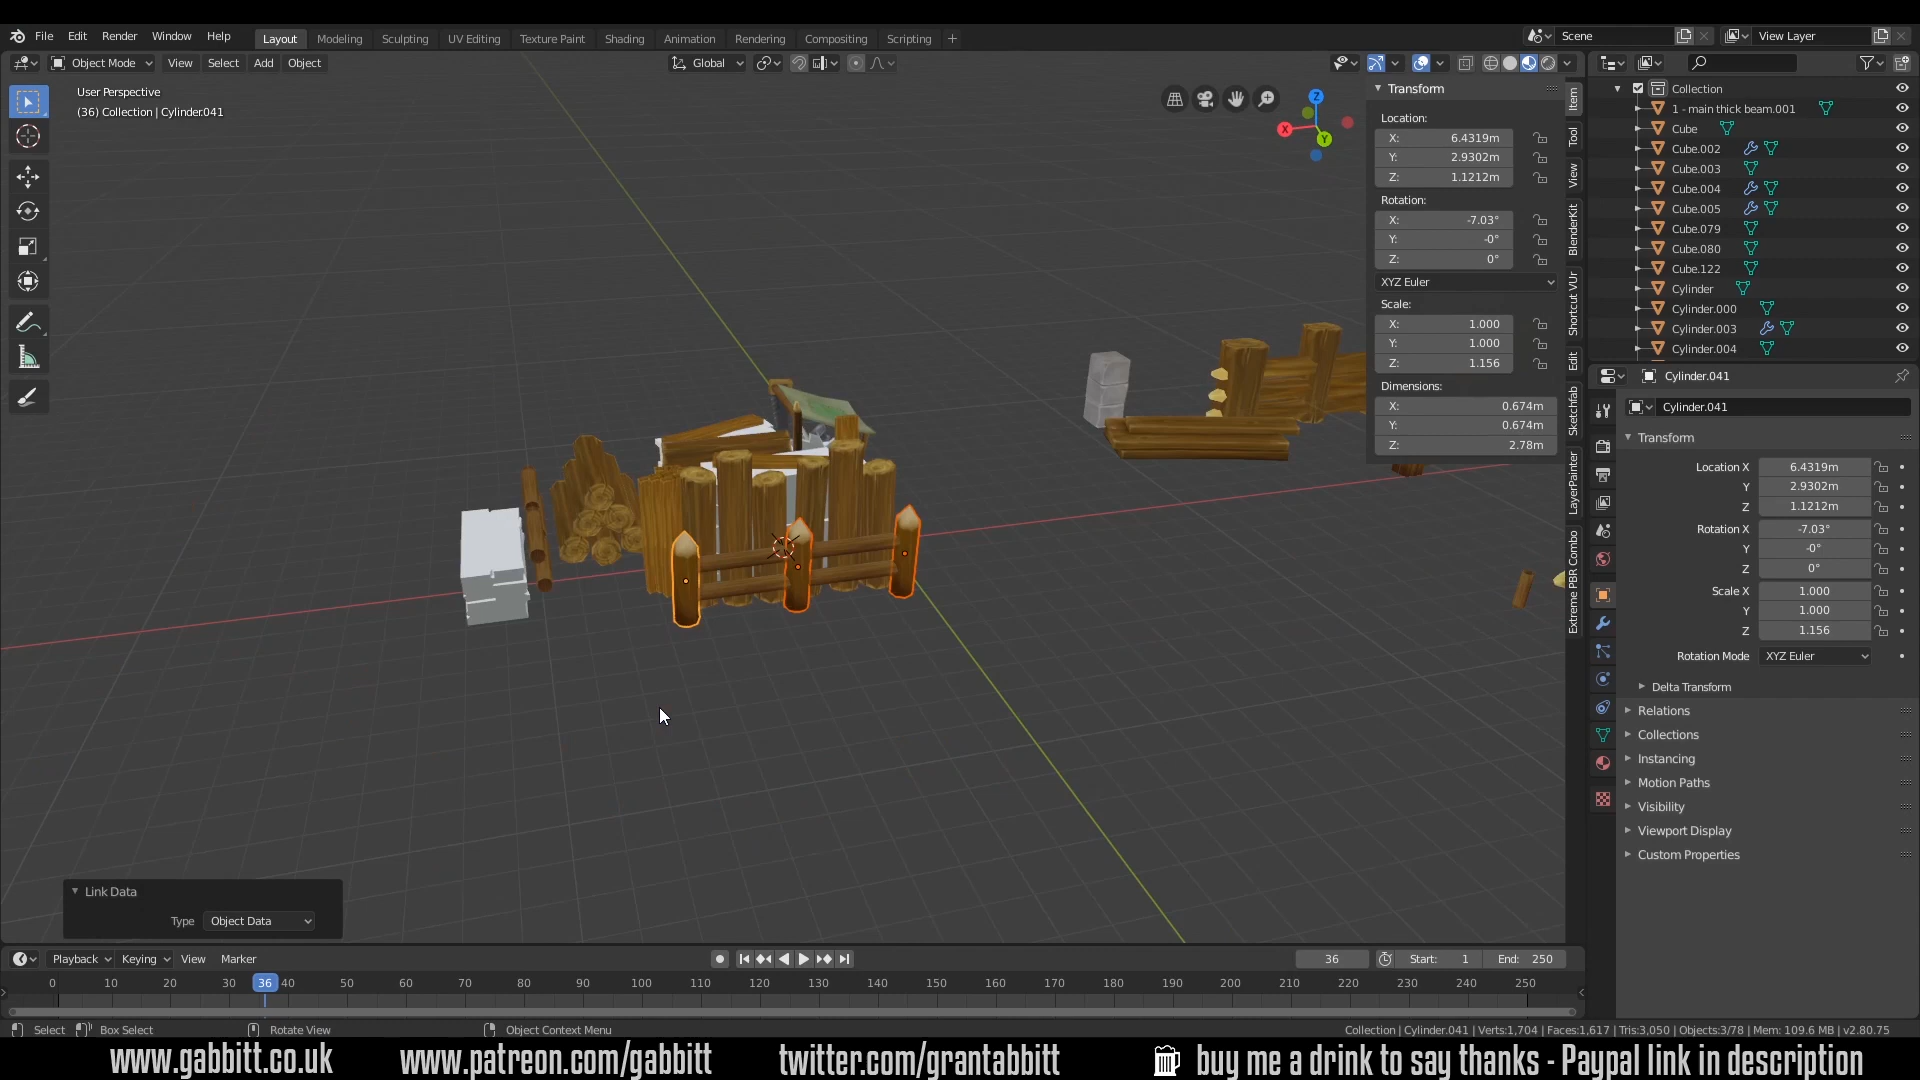 File Edit Render Window Help Layout Modeling Sculpting UV Editing Texture Paint Shading Animation Rendering Compositing Scripting + Scene View Layer
Object Mode View Select Add Object Global
User Perspective
(36) Collection | Cylinder.041
X
Y
Z
Transform
Location:
X: 6.4319m
Y: 2.9302m
Z: 1.1212m
Rotation:
X: -7.03°
Y: -0°
Z: 0°
XYZ Euler
Scale:
X: 1.000
Y: 1.000
Z: 1.156
Dimensions:
X: 0.674m
Y: 0.674m
Z: 2.78m
Item
Tool
View
BlenderKit
Shortcut VUr
Edit
Sketchfab
LayerPainter
Extreme PBR Combo
Collection
1 - main thick beam.001
Cube
Cube.002
Cube.003
Cube.004
Cube.005
Cube.079
Cube.080
Cube.122
Cylinder
Cylinder.000
Cylinder.003
Cylinder.004
Cylinder.041
Cylinder.041
Transform
Location X 6.4319m
Y 2.9302m
Z 1.1212m
Rotation X -7.03°
Y -0°
Z 0°
Scale X 1.000
Y 1.000
Z 1.156
Rotation Mode XYZ Euler
Delta Transform
Relations
Collections
Instancing
Motion Paths
Visibility
Viewport Display
Custom Properties
Link Data
Type Object Data
Playback Keying View Marker 36 Start: 1 End: 250
0 10 20 30 36 40 50 60 70 80 90 100 110 120 130 140 150 160 170 180 190 200 210 220 230 240 250
Select Box Select Rotate View Object Context Menu Collection | Cylinder.041 | Verts:1,704 | Faces:1,617 | Tris:3,050 | Objects:3/78 | Mem: 109.6 MB | v2.80.75
www.gabbitt.co.uk www.patreon.com/gabbitt twitter.com/grantabbitt buy me a drink to say thanks - Paypal link in description